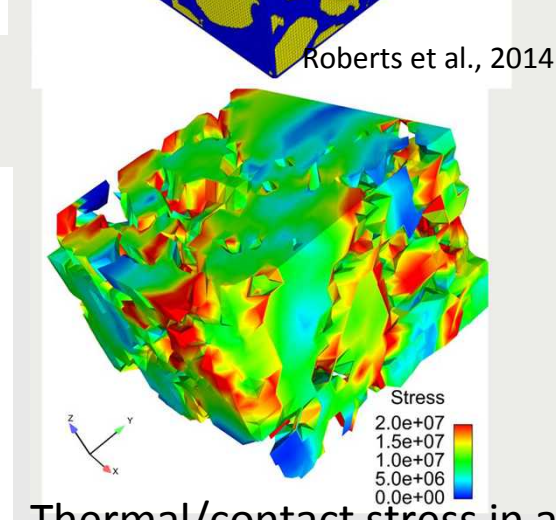 Roberts et al., 2014
Stress
2.0e+07
1.5e+07
1.0e+07
5.0e+06
0.0e+00
Z
Y
X
Thermal/contact stress in a